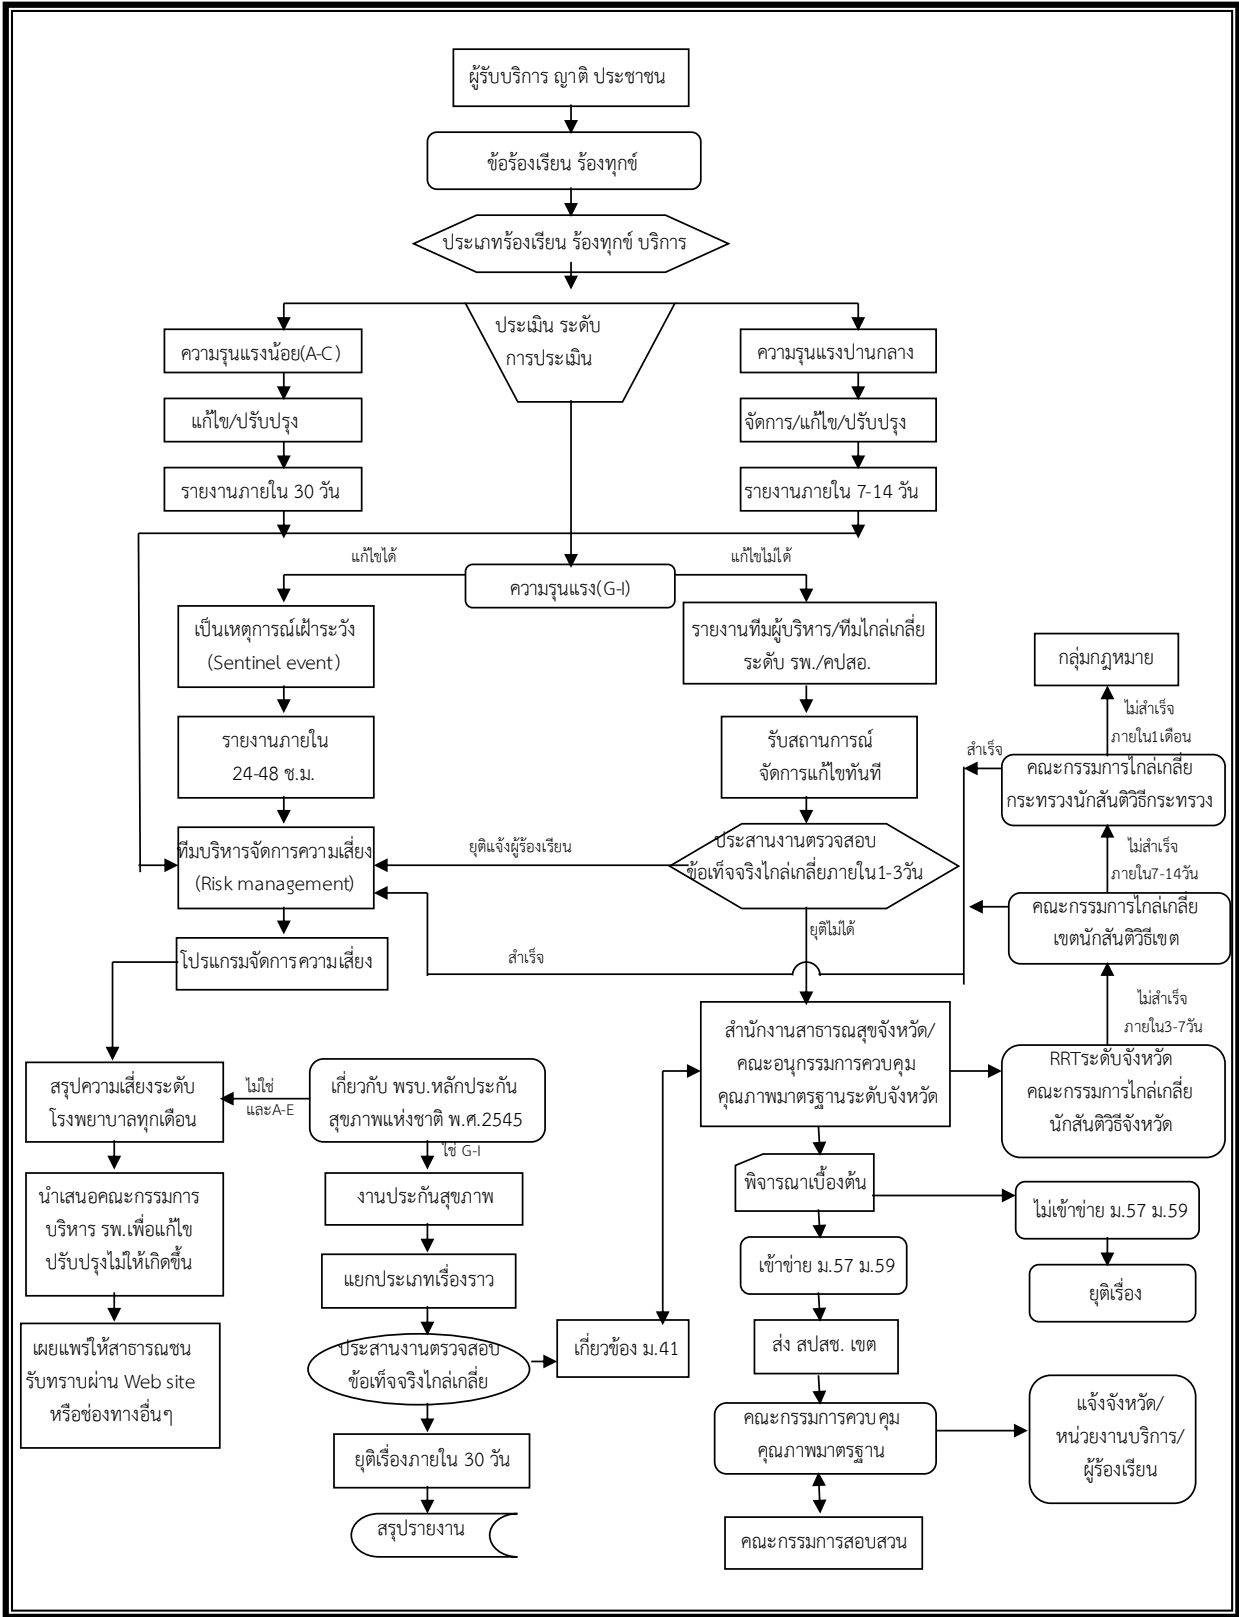 ผู้รับบริการ ญาติ ประชาชน
ข้อร้องเรียน ร้องทุกข์
ประเภทร้องเรียน ร้องทุกข์ บริการ
ประเมิน ระดับ
การประเมิน
ความรุนแรงน้อย(A-C)
ความรุนแรงปานกลาง
แก้ไข/ปรับปรุง
จัดการ/แก้ไข/ปรับปรุง
รายงานภายใน 30 วัน
รายงานภายใน 7-14 วัน
แก้ไขได้
แก้ไขไม่ได้
ความรุนแรง(G-I)
เป็นเหตุการณ์เฝ้าระวัง
(Sentinel event)
รายงานทีมผู้บริหาร/ทีมไกล่เกลี่ย
ระดับ รพ./คปสอ.
กลุ่มกฎหมาย
ไม่สำเร็จ
ภายใน1เดือน
รายงานภายใน
24-48 ช.ม.
รับสถานการณ์
จัดการแก้ไขทันที
สำเร็จ
คณะกรรมการไกล่เกลี่ย
กระทรวงนักสันติวิธีกระทรวง
ทีมบริหารจัดการความเสี่ยง
(Risk management)
ยุติแจ้งผู้ร้องเรียน
ประสานงานตรวจสอบ
ข้อเท็จจริงไกล่เกลี่ยภายใน1-3วัน
ไม่สำเร็จ
ภายใน7-14วัน
คณะกรรมการไกล่เกลี่ย
เขตนักสันติวิธีเขต
ยุติไม่ได้
โปรแกรมจัดการความเสี่ยง
สำเร็จ
ไม่สำเร็จ
ภายใน3-7วัน
สำนักงานสาธารณสุขจังหวัด/
คณะอนุกรรมการควบคุม
คุณภาพมาตรฐานระดับจังหวัด
RRTระดับจังหวัด
คณะกรรมการไกล่เกลี่ย
นักสันติวิธีจังหวัด
สรุปความเสี่ยงระดับ
โรงพยาบาลทุกเดือน
ไม่ใช่
และA-E
เกี่ยวกับ พรบ.หลักประกัน
สุขภาพแห่งชาติ พ.ศ.2545
ใช่ G-I
นำเสนอคณะกรรมการ
บริหาร รพ.เพื่อแก้ไข
ปรับปรุงไม่ให้เกิดขึ้น
งานประกันสุขภาพ
พิจารณาเบื้องต้น
ไม่เข้าข่าย ม.57 ม.59
แยกประเภทเรื่องราว
เข้าข่าย ม.57 ม.59
ยุติเรื่อง
เผยแพร่ให้สาธารณชน
รับทราบผ่าน Web site
หรือช่องทางอื่นๆ
ประสานงานตรวจสอบ
ข้อเท็จจริงไกล่เกลี่ย
เกี่ยวข้อง ม.41
ส่ง สปสช. เขต
คณะกรรมการควบคุม
คุณภาพมาตรฐาน
แจ้งจังหวัด/
หน่วยงานบริการ/
ผู้ร้องเรียน
ยุติเรื่องภายใน 30 วัน
สรุปรายงาน
คณะกรรมการสอบสวน